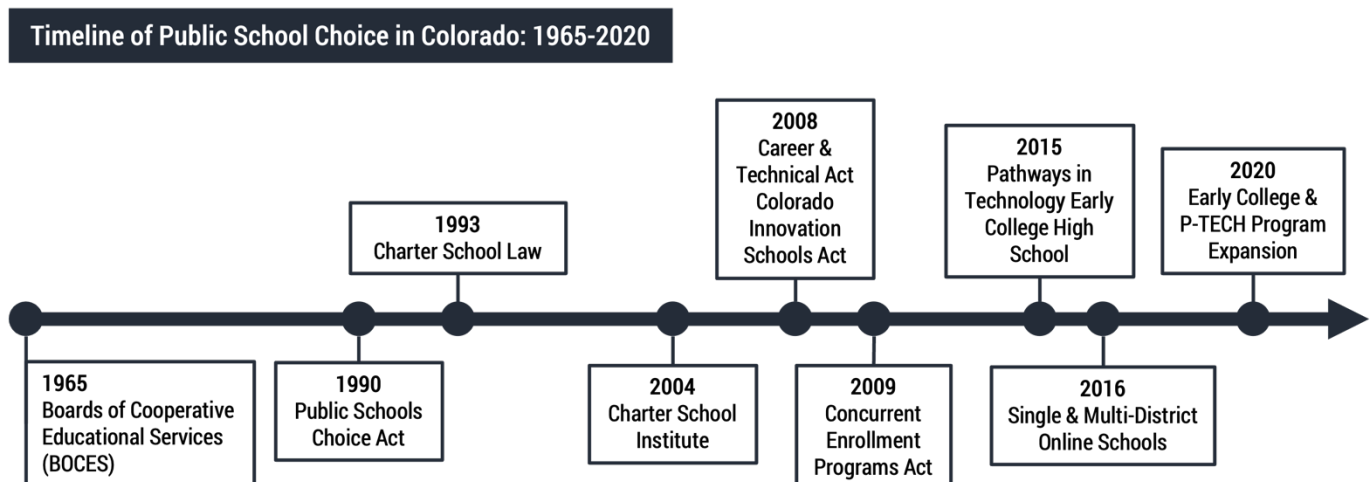 Timeline of Public School Choice in Colorado: 1965-2020
1965
Boards of Cooperative
Educational Services
(BOCES)
1990
Public Schools
Choice Act
1993
Charter School Law
2004
Charter School
Institute
2008
Career &
Technical Act
Colorado
Innovation
Schools Act
2009
Concurrent
Enrollment
Programs Act
2015
Pathways in
Technology Early
College High
School
2016
Single & Multi-District
Online Schools
2020
Early College &
P-TECH Program
Expansion